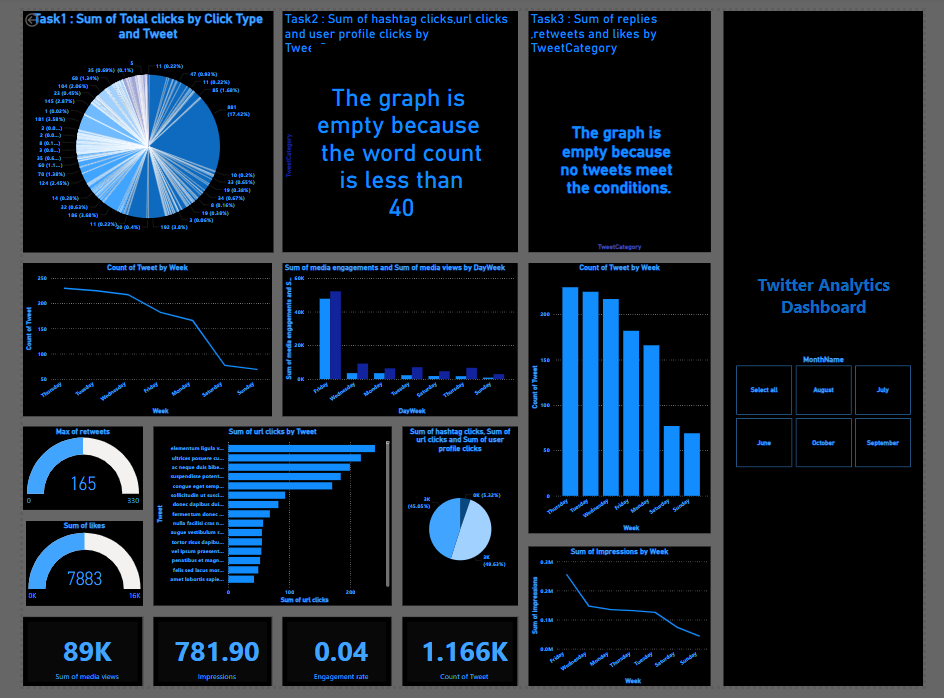 Task1 : Sum of Total clicks by Click Type
and Tweet
5
35 (0.69%) (0.1%)
68 (1.34%)
104 (2.06%)
23 (0.45%)
145 (2.87%)
1 (0.02%)
181 (3.58%)
2 (0.0...)
2 (0.0...)
8 (0.1...)
3 (0.0...)
35 (0.6...)
60 (1.1...)
70 (1.38%)
124 (2.45%)
14 (0.28%)
32 (0.63%)
186 (3.68%)
11 (0.22%)
20 (0.4%)
192 (3.8%)
3 (0.06%)
19 (0.38%)
8 (0.16%)
34 (0.67%)
19 (0.38%)
33 (0.65%)
10 (0.2%)
881
(17.42%)
85 (1.68%)
11 (0.22%)
47 (0.93%)
11 (0.22%)
Task2 : Sum of hashtag clicks,url clicks
and user profile clicks by
The graph is
empty because
the word count
is less than
40
TweetCategory
Task3 : Sum of replies
,retweets and likes by
TweetCategory
The graph is
empty because
no tweets meet
the conditions.
TweetCategory
Count of Tweet by Week
Count of Tweet
250
200
150
100
50
Thursday
Tuesday
Wednesday
Friday
Monday
Saturday
Sunday
Week
Sum of media engagements and Sum of media views by DayWeek
Sum of media engagements and S...
60K
40K
20K
0K
Friday
Wednesday
Monday
Tuesday
Saturday
Thursday
Sunday
DayWeek
Count of Tweet by Week
Count of Tweet
200
150
100
50
0
Thursday
Tuesday
Wednesday
Friday
Monday
Saturday
Sunday
Week
Twitter Analytics
Dashboard
MonthName
Select all
August
July
June
October
September
Max of retweets
165
0
330
Sum of likes
7883
0K
16K
Sum of url clicks by Tweet
Tweet
elementum ligula s...
ultrices posuere cu...
ac neque duis bibe...
suspendisse potent...
congue eget semp...
sollicitudin ut susci...
donec dapibus dui...
fermentum donec ...
nulla facilisi cras n...
augue vestibulum s...
tortor risus dapibu...
vel ipsum praesent...
penatibus et magn...
felis sed lacus mor...
amet lobortis sapie...
0
100
200
Sum of url clicks
Sum of hashtag clicks, Sum of
url clicks and Sum of user
profile clicks
0K (5.32%)
3K
(45.05%)
3K
(49.63%)
Sum of Impressions by Week
Sum of Impressions
0.3M
0.2M
0.1M
0.0M
Friday
Wednesday
Monday
Thursday
Tuesday
Saturday
Sunday
Week
89K
Sum of media views
781.90
Impressions
0.04
Engagement rate
1.166K
Count of Tweet